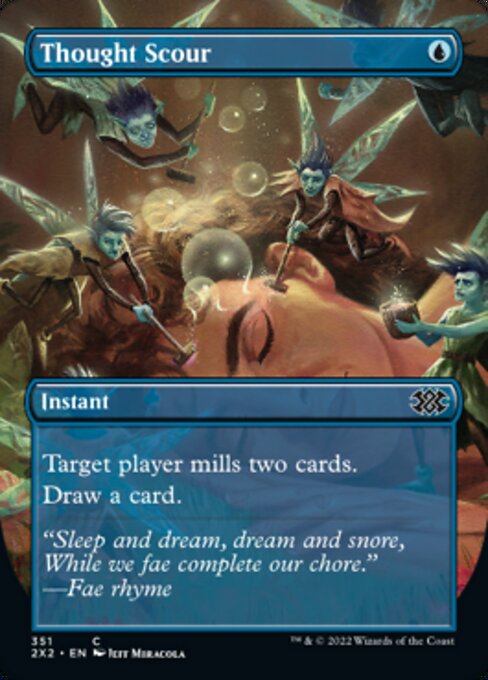 Thought Scour
Instant
Target player mills two cards.
Draw a card.
“Sleep and dream, dream and snore,
While we fae complete our chore.”
—Fae rhyme
351 C
2X2 • EN Jeff Miracola
™ & © 2022 Wizards of the Coast